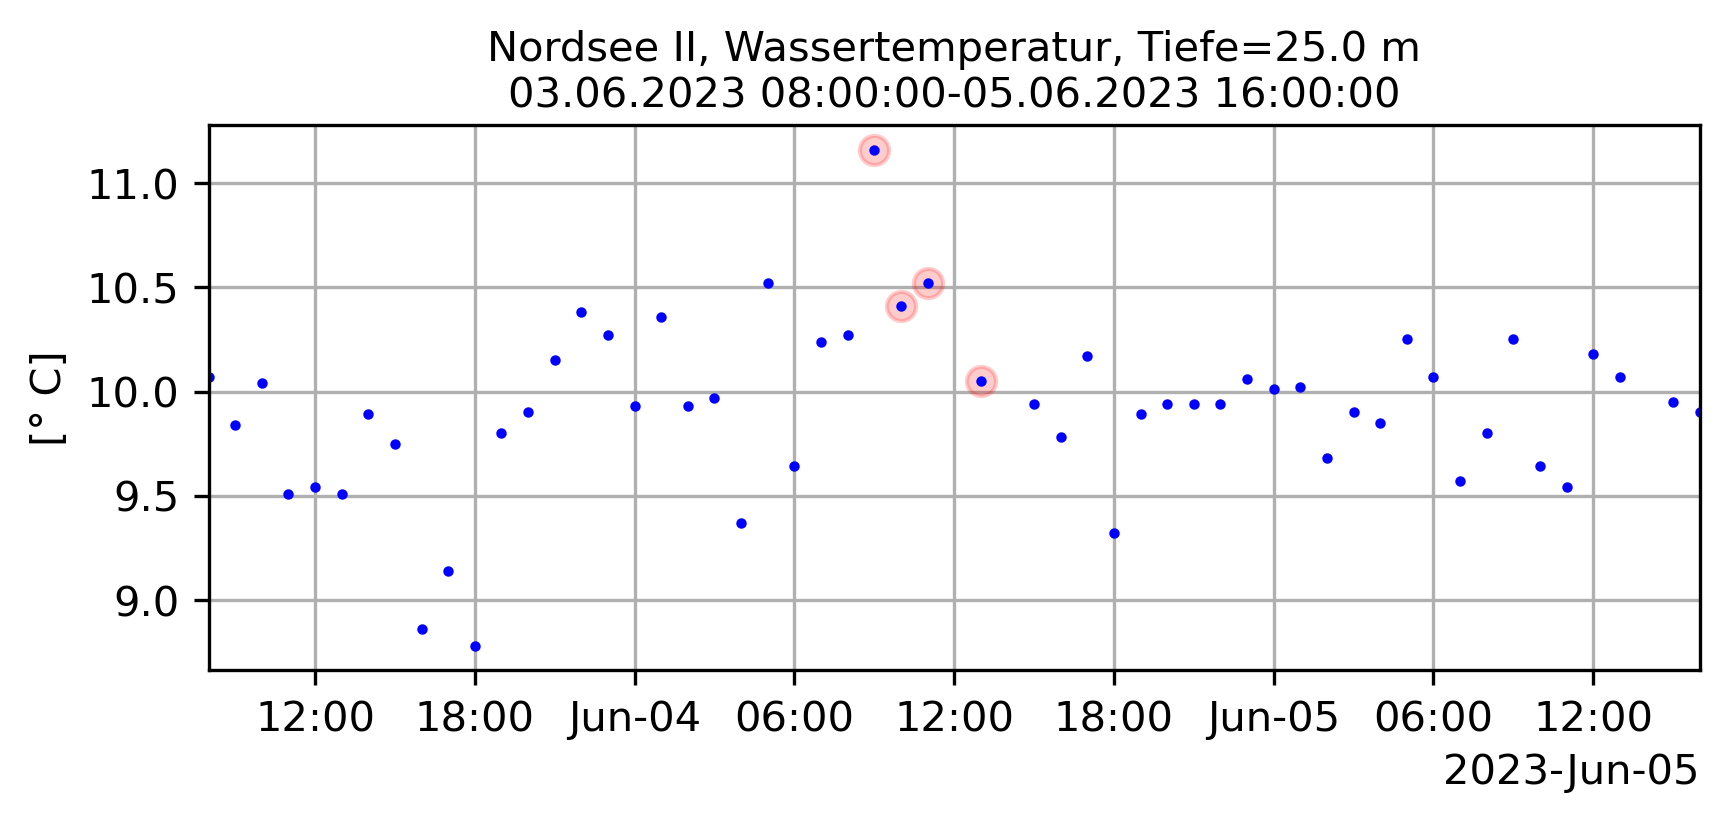 Nordsee II, Wassertemperatur, Tiefe=25.0 m
03.06.2023 08:00:00-05.06.2023 16:00:00
11.0
10.5
10.0
9.5
9.0
[° C]
12:00 18:00 Jun-04 06:00 12:00 18:00 Jun-05 06:00 12:00
2023-Jun-05